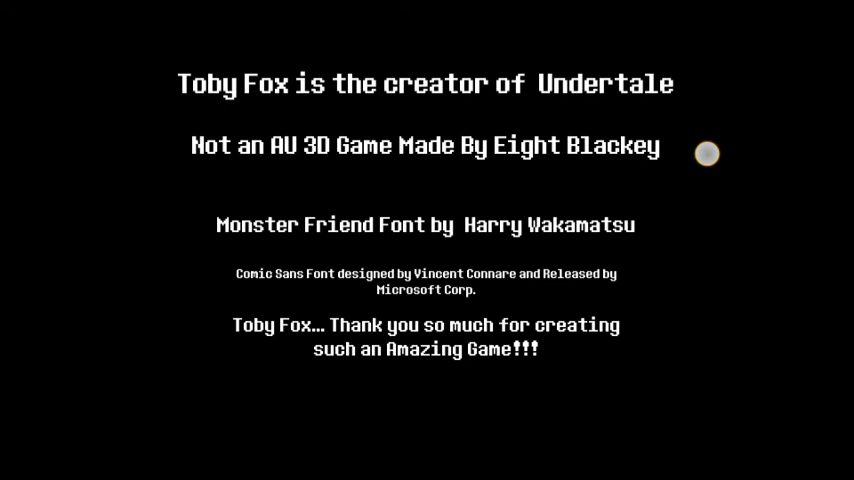 Toby Fox is the creator of Undertale
Not an AU 3D Game Made By Eight Blackey
Monster Friend Font by Harry Wakamatsu
Comic Sans Font designed by Vincent Connare and Released by
Microsoft Corp.
Toby Fox... Thank you so much for creating
such an Amazing Game!!!